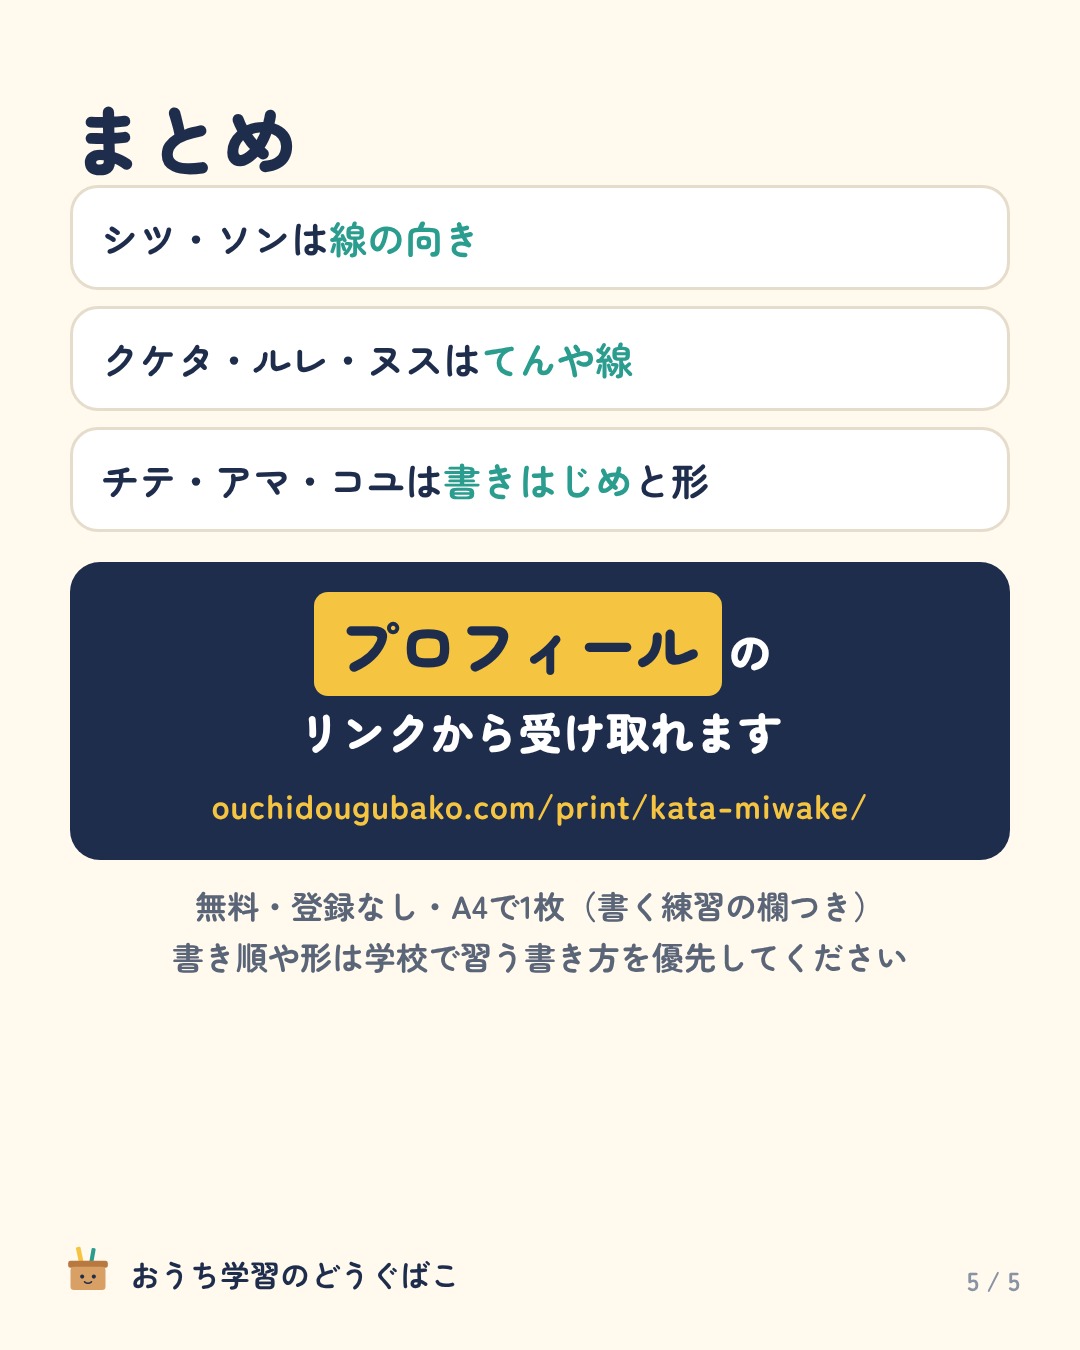 まとめ
シツ・ソンは線の向き
クケタ・ルレ・ヌスはてんや線
チテ・アマ・コユは書きはじめと形
プロフィールの
リンクから受け取れます
ouchidougubako.com/print/kata-miwake/
無料・登録なし・A4で1枚（書く練習の欄つき）
書き順や形は学校で習う書き方を優先してください
おうち学習のどうぐばこ
5 / 5